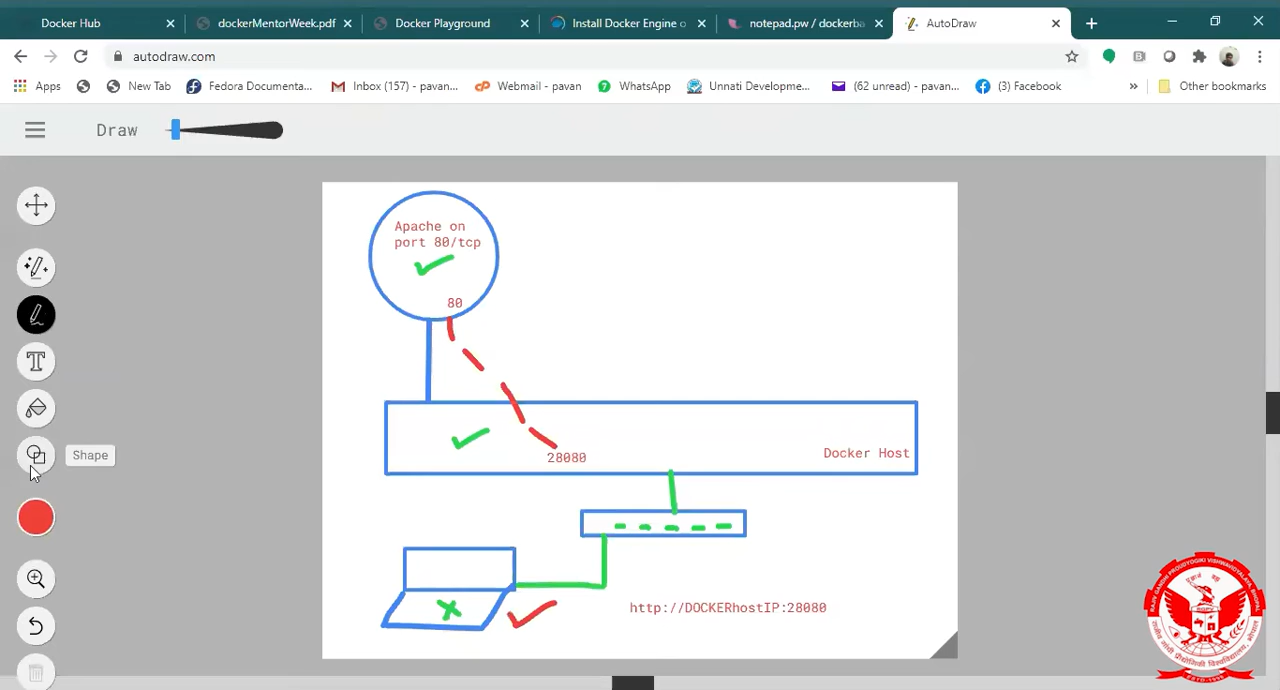 Docker Hub
dockerMentorWeek.pdf
Docker Playground
Install Docker Engine o
notepad.pw / dockerba
AutoDraw
autodraw.com
Apps
New Tab
Fedora Documenta...
Inbox (157) - pavan...
Webmail - pavan
WhatsApp
Unnati Developme...
(62 unread) - pavan...
(3) Facebook
»
Other bookmarks
Draw
Apache on
port 80/tcp
80
28080
Docker Host
http://DOCKERhostIP:28080
Shape